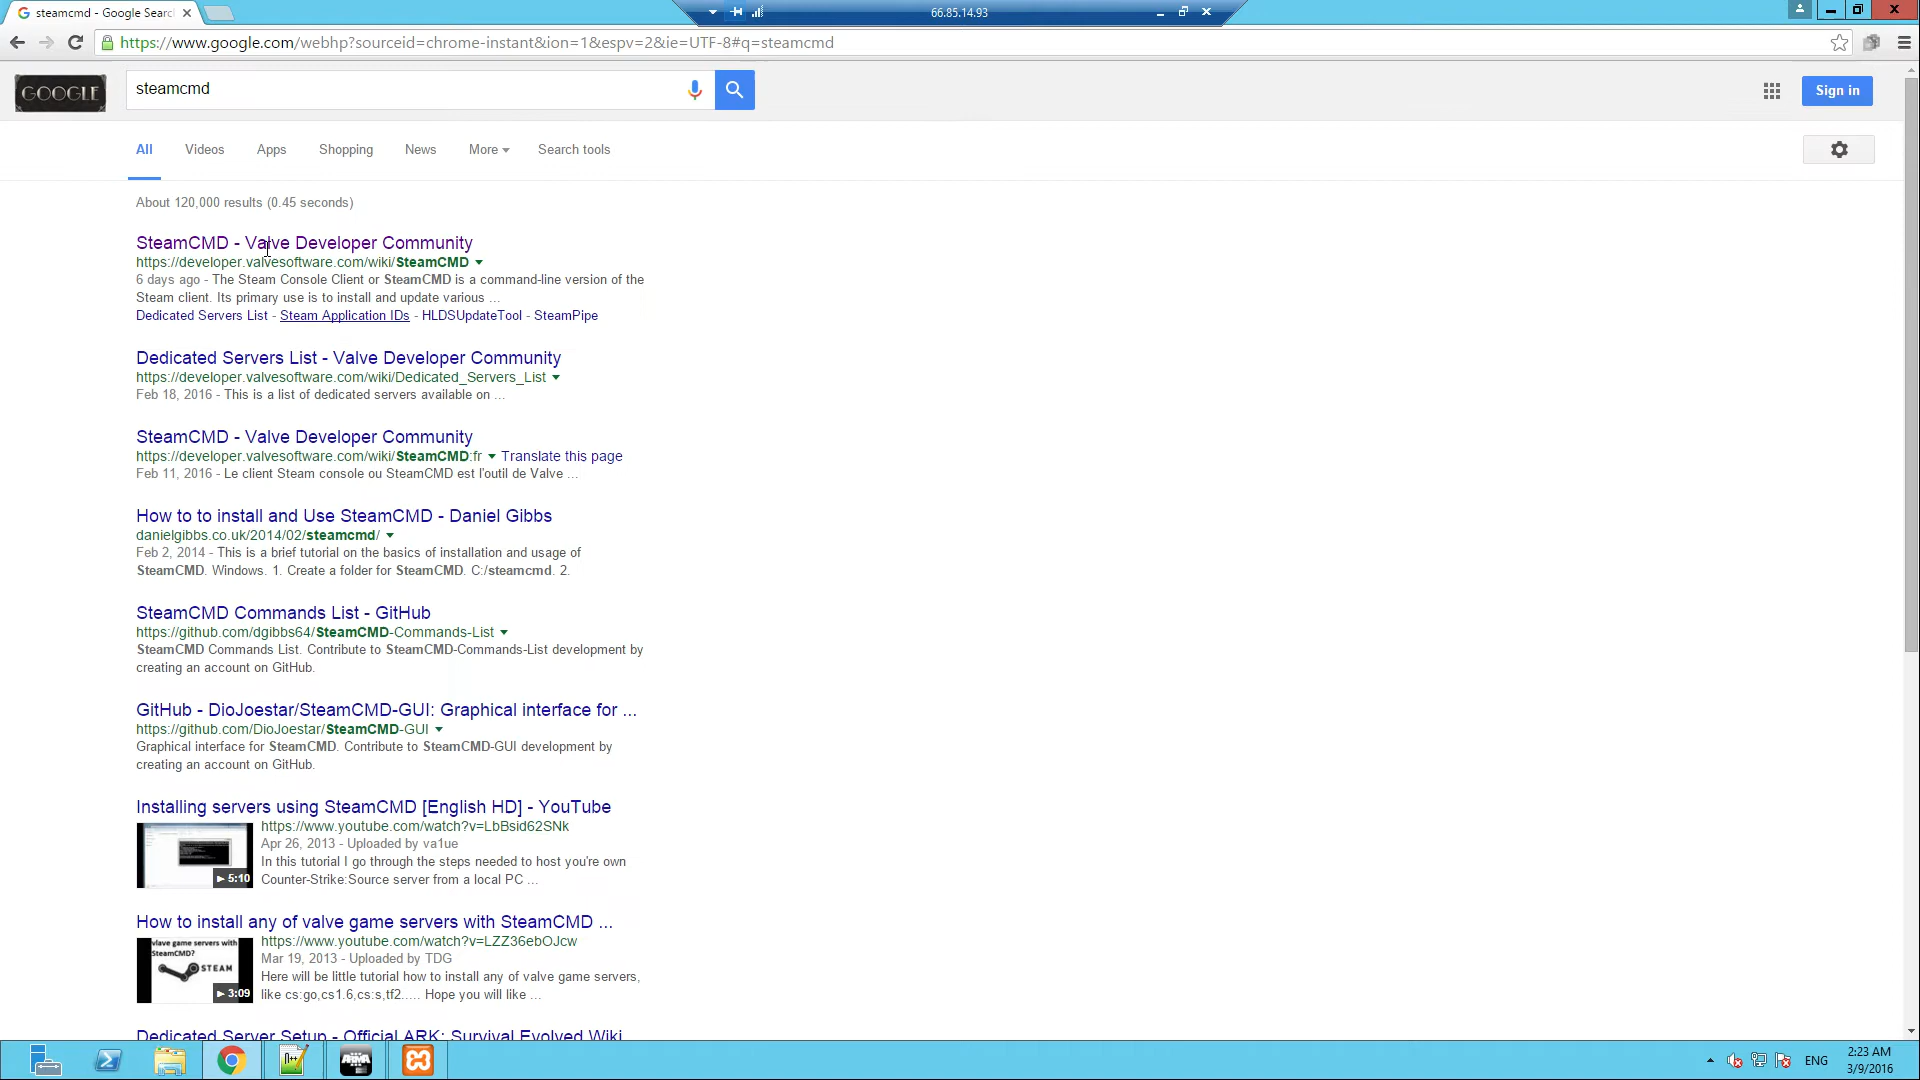 steamcmd - Google Searc
66.85.14.93
https://www.google.com/webhp?sourceid=chrome-instant&ion=1&espv=2&ie=UTF-8#q=steamcmd
GOOGLE
steamcmd
Sign in
All Videos Apps Shopping News More Search tools
About 120,000 results (0.45 seconds)
SteamCMD - Valve Developer Community
https://developer.valvesoftware.com/wiki/SteamCMD
6 days ago - The Steam Console Client or SteamCMD is a command-line version of the
Steam client. Its primary use is to install and update various ...
Dedicated Servers List - Steam Application IDs - HLDSUpdateTool - SteamPipe
Dedicated Servers List - Valve Developer Community
https://developer.valvesoftware.com/wiki/Dedicated_Servers_List
Feb 18, 2016 - This is a list of dedicated servers available on ...
SteamCMD - Valve Developer Community
https://developer.valvesoftware.com/wiki/SteamCMD:fr Translate this page
Feb 11, 2016 - Le client Steam console ou SteamCMD est l'outil de Valve ...
How to to install and Use SteamCMD - Daniel Gibbs
danielgibbs.co.uk/2014/02/steamcmd/
Feb 2, 2014 - This is a brief tutorial on the basics of installation and usage of
SteamCMD. Windows. 1. Create a folder for SteamCMD. C:/steamcmd. 2.
SteamCMD Commands List - GitHub
https://github.com/dgibbs64/SteamCMD-Commands-List
SteamCMD Commands List. Contribute to SteamCMD-Commands-List development by
creating an account on GitHub.
GitHub - DioJoestar/SteamCMD-GUI: Graphical interface for ...
https://github.com/DioJoestar/SteamCMD-GUI
Graphical interface for SteamCMD. Contribute to SteamCMD-GUI development by
creating an account on GitHub.
Installing servers using SteamCMD [English HD] - YouTube
https://www.youtube.com/watch?v=LbBsid62SNk
Apr 26, 2013 - Uploaded by va1ue
In this tutorial I go through the steps needed to host you're own
Counter-Strike:Source server from a local PC ...
5:10
How to install any of valve game servers with SteamCMD ...
https://www.youtube.com/watch?v=LZZ36ebOJcw
Mar 19, 2013 - Uploaded by TDG
Here will be little tutorial how to install any of valve game servers,
like cs:go,cs1.6,cs:s,tf2..... Hope you will like ...
vlave game servers with
SteamCMD?
STEAM
3:09
Dedicated Server Setup - Official ARK: Survival Evolved Wiki
ARMA
ENG
2:23 AM
3/9/2016